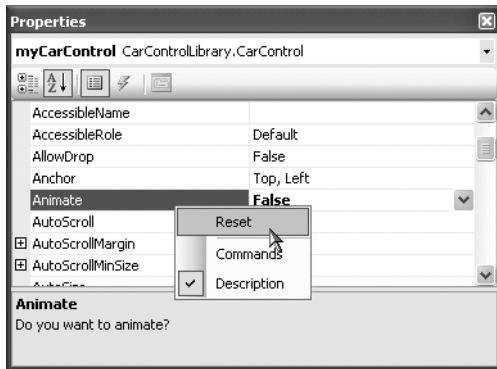 Properties
myCarControl CarControlLibrary.CarControl
AccessibleName
AccessibleRole Default
AllowDrop False
Anchor Top, Left
Animate False
AutoScroll
Reset
AutoScrollMargin
Commands
AutoScrollMinSize
Description
Animate
Do you want to animate?